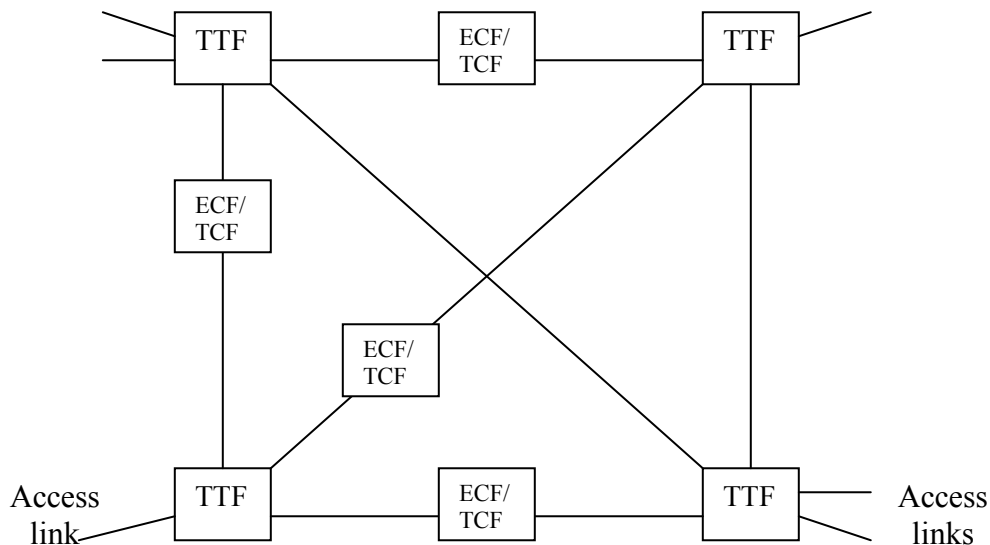 TTF
ECF/
TCF
TTF
ECF/
TCF
ECF/
TCF
Access
link
TTF
ECF/
TCF
TTF
Access
links